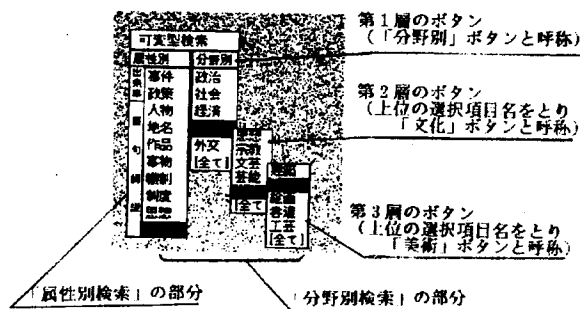 可変型検索
属性別
分野別
出来事
事件
政策
人物
地名
作品
事物
制度
政治
社会
経済
外交
[全て]
宗教
文芸
芸能
[全て]
絵画
書道
工芸
[全て]
第1層のボタン
(「分野別」ボタンと呼称)
第2層のボタン
(上位の選択項目名をとり
「文化」ボタンと呼称)
第3層のボタン
(上位の選択項目名をとり
「美術」ボタンと呼称)
「属性別検索」の部分
「分野別検索」の部分